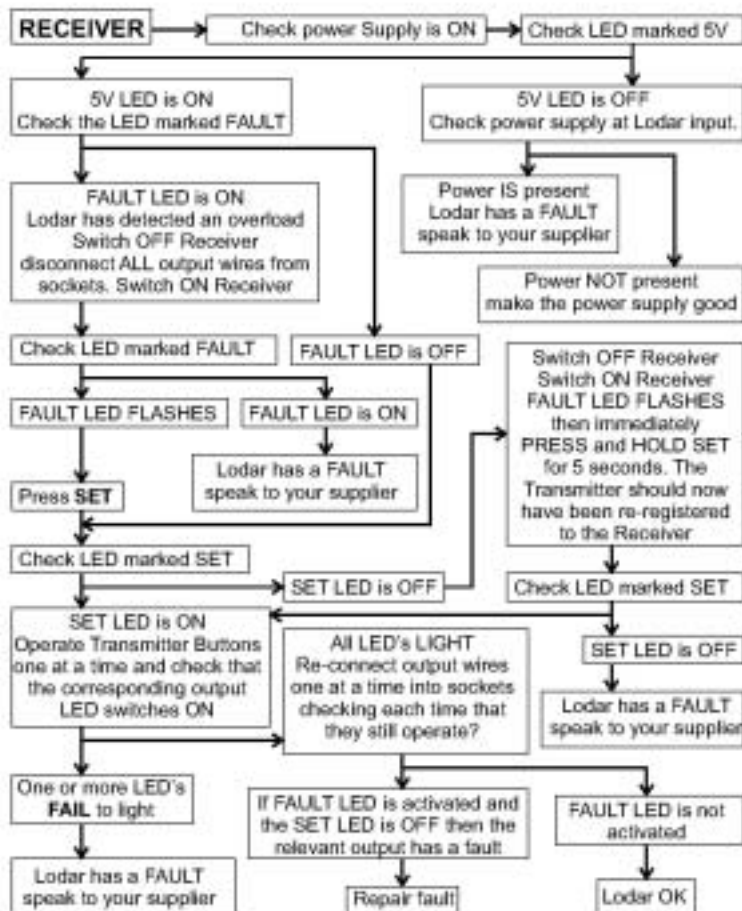 RECEIVER
Check power Supply is ON
Check LED marked 5V
5V LED is ON
Check the LED marked FAULT
5V LED is OFF
Check power supply at Lodar input.
FAULT LED is ON
Lodar has detected an overload
Switch OFF Receiver
disconnect ALL output wires from
sockets. Switch ON Receiver
Power IS present
Lodar has a FAULT
speak to your supplier
Power NOT present
make the power supply good
Check LED marked FAULT
FAULT LED is OFF
FAULT LED FLASHES
FAULT LED is ON
Lodar has a FAULT
speak to your supplier
Press SET
Switch OFF Receiver
Switch ON Receiver
FAULT LED FLASHES
then immediately
PRESS and HOLD SET
for 5 seconds. The
Transmitter should now
have been re-registered
to the Receiver
Check LED marked SET
SET LED is OFF
Check LED marked SET
SET LED is ON
Operate Transmitter Buttons
one at a time and check that
the corresponding output
LED switches ON
All LED's LIGHT
Re-connect output wires
one at a time into sockets
checking each time that
they still operate?
SET LED is OFF
Lodar has a FAULT
speak to your supplier
One or more LED's
FAIL to light
If FAULT LED is activated and
the SET LED is OFF then the
relevant output has a fault
FAULT LED is not
activated
Lodar has a FAULT
speak to your supplier
Repair fault
Lodar OK